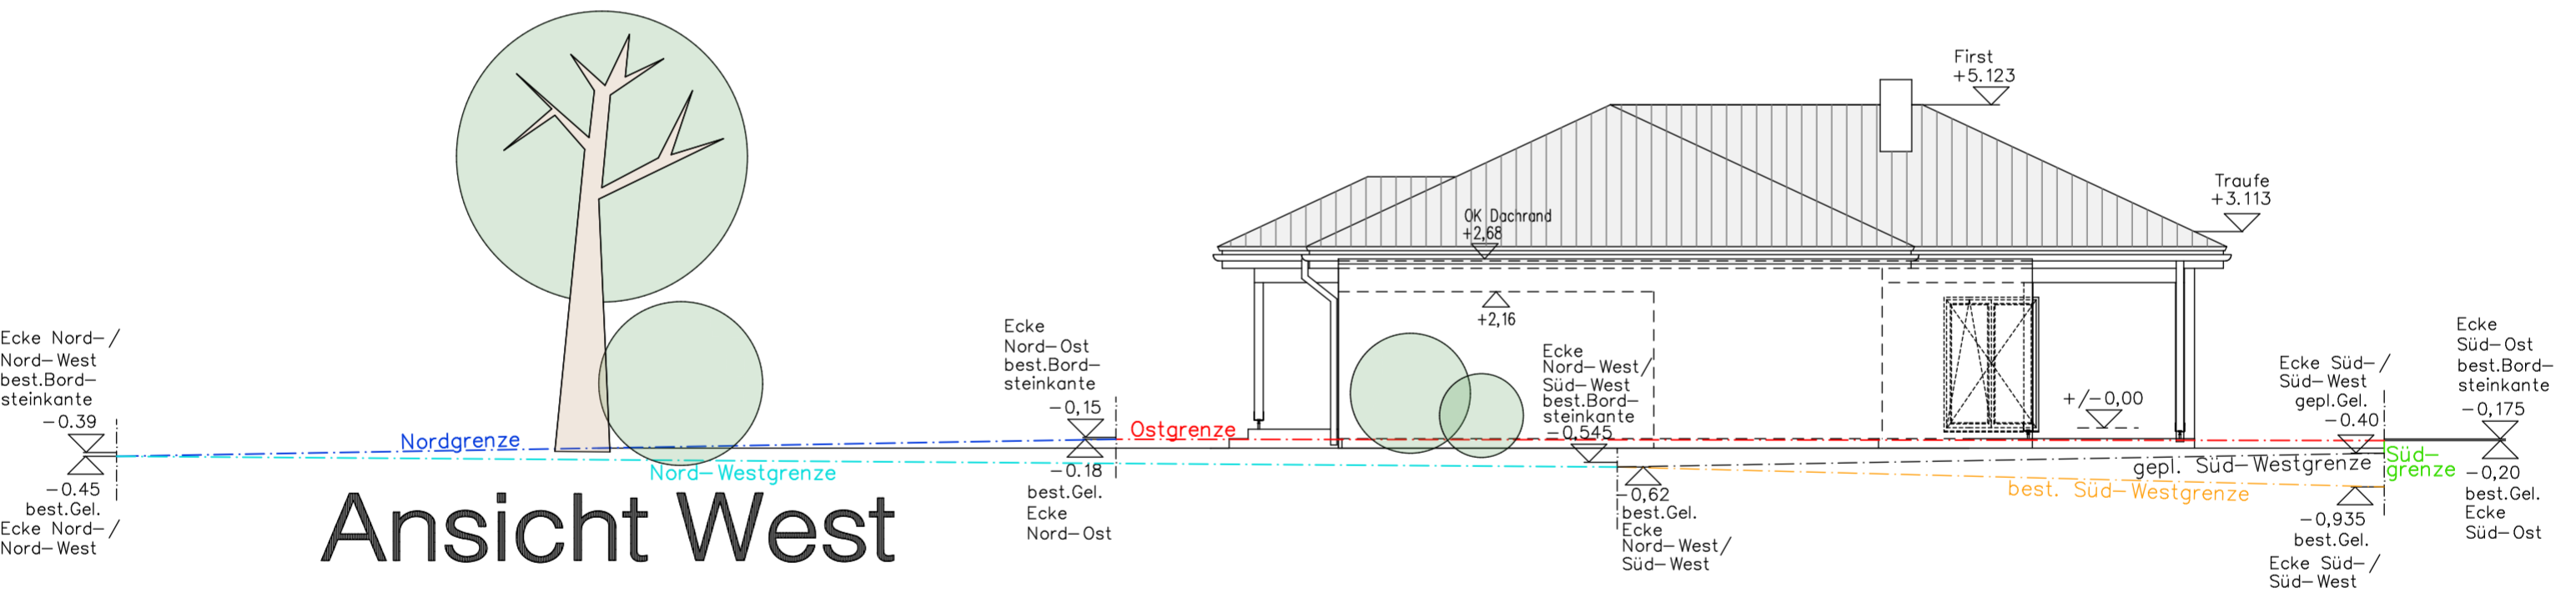 Ecke Nord-/
Nord-West
best.Bord-
steinkante
-0.39
-0.45
best.Gel.
Ecke Nord-/
Nord-West
Nordgrenze
Nord-Westgrenze
Ansicht West
Ecke
Nord-Ost
best.Bord-
steinkante
-0,15
-0.18
best.Gel.
Ecke
Nord-Ost
Ostgrenze
OK Dachrand
+2,68
+2,16
Ecke
Nord-West/
Süd-West
best.Bord-
steinkante
-0,545
-0,62
best.Gel.
Ecke
Nord-West/
Süd-West
First
+5.123
Traufe
+3.113
+/-0,00
gepl. Süd-Westgrenze
best. Süd-Westgrenze
Ecke Süd-/
Süd-West
gepl.Gel.
-0.40
-0,935
best.Gel.
Ecke Süd-/
Süd-West
Süd-
grenze
Ecke
Süd-Ost
best.Bord-
steinkante
-0,175
-0,20
best.Gel.
Ecke
Süd-Ost